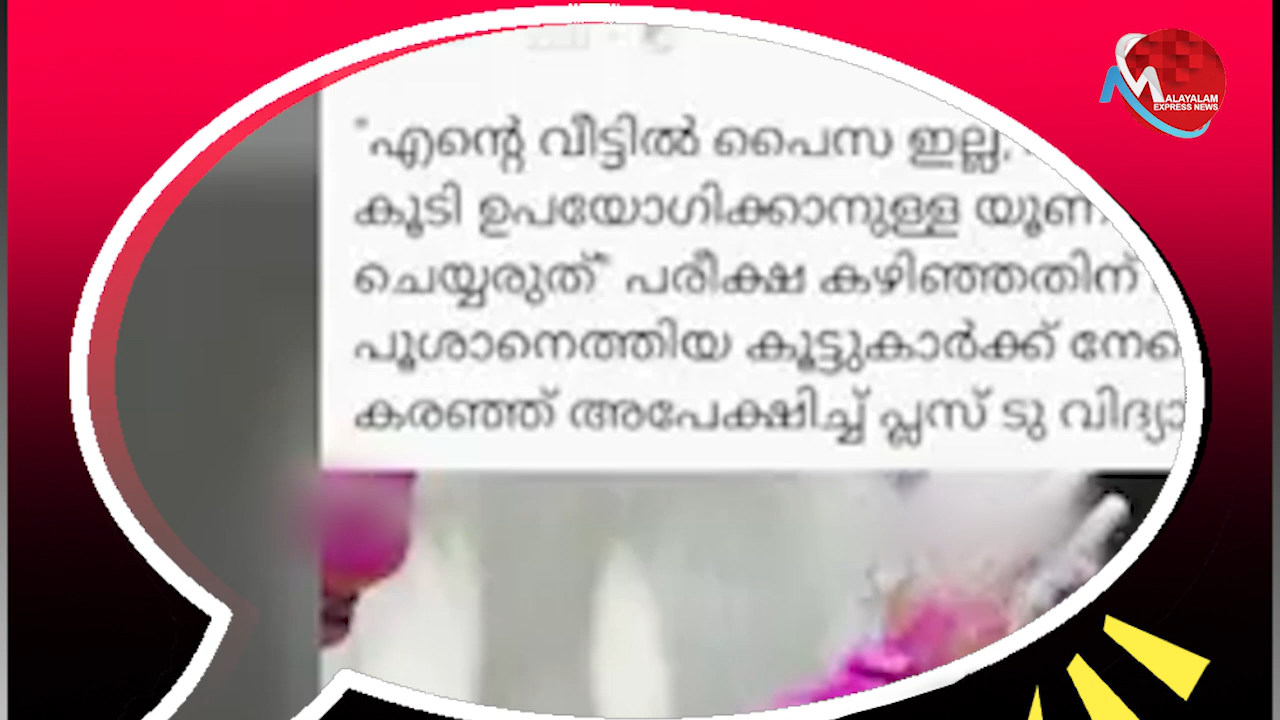 MALAYALAM
EXPRESS NEWS
"എന്റെ വീട്ടിൽ പൈസ ഇല്ല,
കൂടി ഉപയോഗിക്കാനുള്ള
ചെയ്യരുത്" പരീക്ഷ കഴിഞ്ഞതിന്
പൂശാനെത്തിയ കൂട്ടുകാർക്ക്
കരഞ്ഞ് അപേക്ഷിച്ച് പ്ലസ് ടു